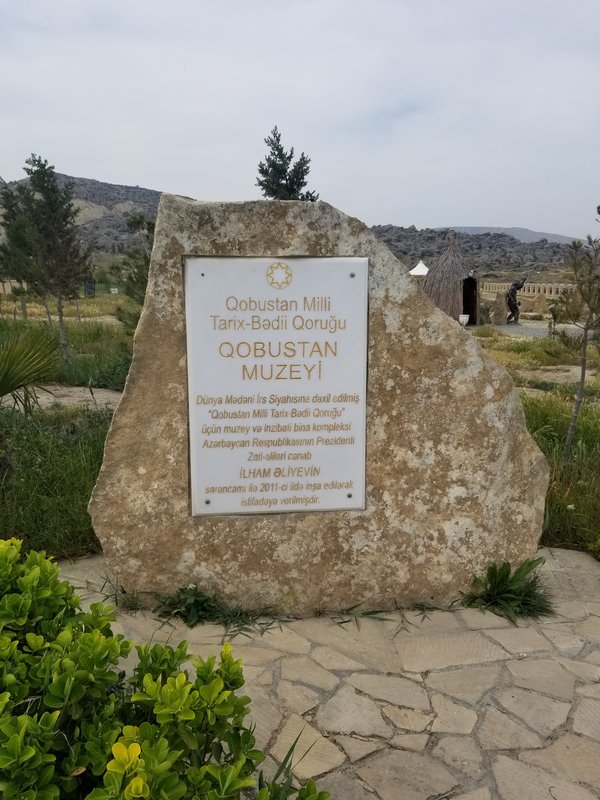 Qobustan Milli
Tarix-Bədii Qoruğu
QOBUSTAN
MUZEYİ
Dünya Mədəni İrs Siyahısına daxil edilmiş
"Qobustan Milli Tarix-Bədii Qoruğu"
üçün muzey və inzibati bina kompleksi
Azərbaycan Respublikasının Prezidenti
Zati-aliləri cənab
İLHAM ƏLİYEVİN
sərəncamı ilə 2011-ci ildə inşa edilərək
istifadəyə verilmişdir.